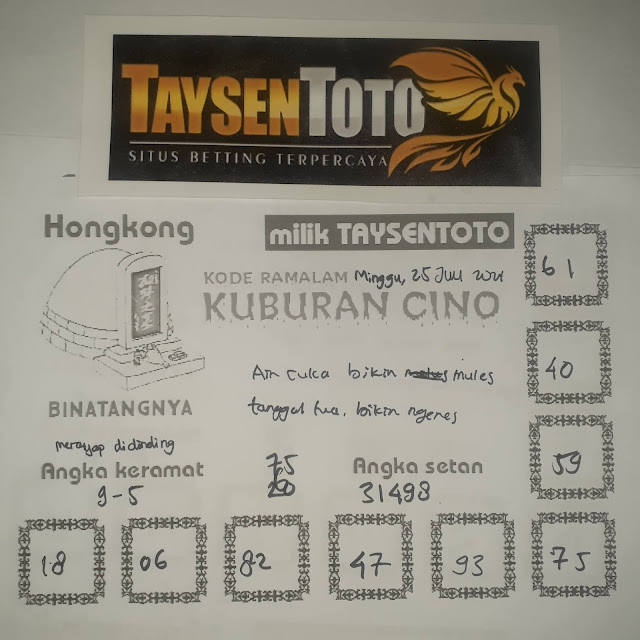 TAYSENTOTO
SITUS BETTING TERPERCAYA
Hongkong
milik TAYSENTOTO
KODE RAMALAM Minggu, 25 Juli 2021
KUBURAN CINO
61
Air cuka bikin mules
40
BINATANGNYA
tanggal tua, bikin ngenes
merayap didinding
Angka keramat
75
Angka setan
59
9-5
20
31498
18
06
82
47
93
75